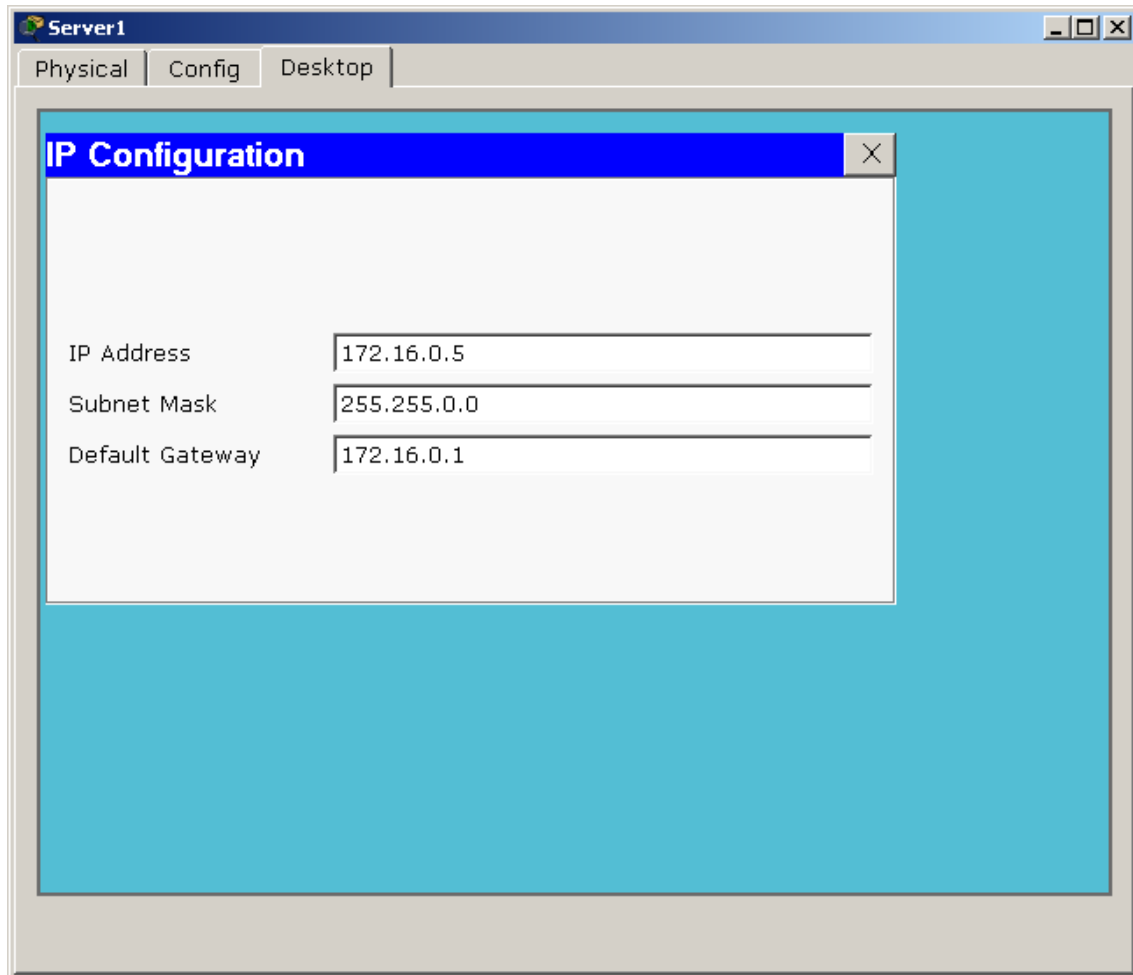 Server1
Physical Config Desktop
IP Configuration
IP Address 172.16.0.5
Subnet Mask 255.255.0.0
Default Gateway 172.16.0.1